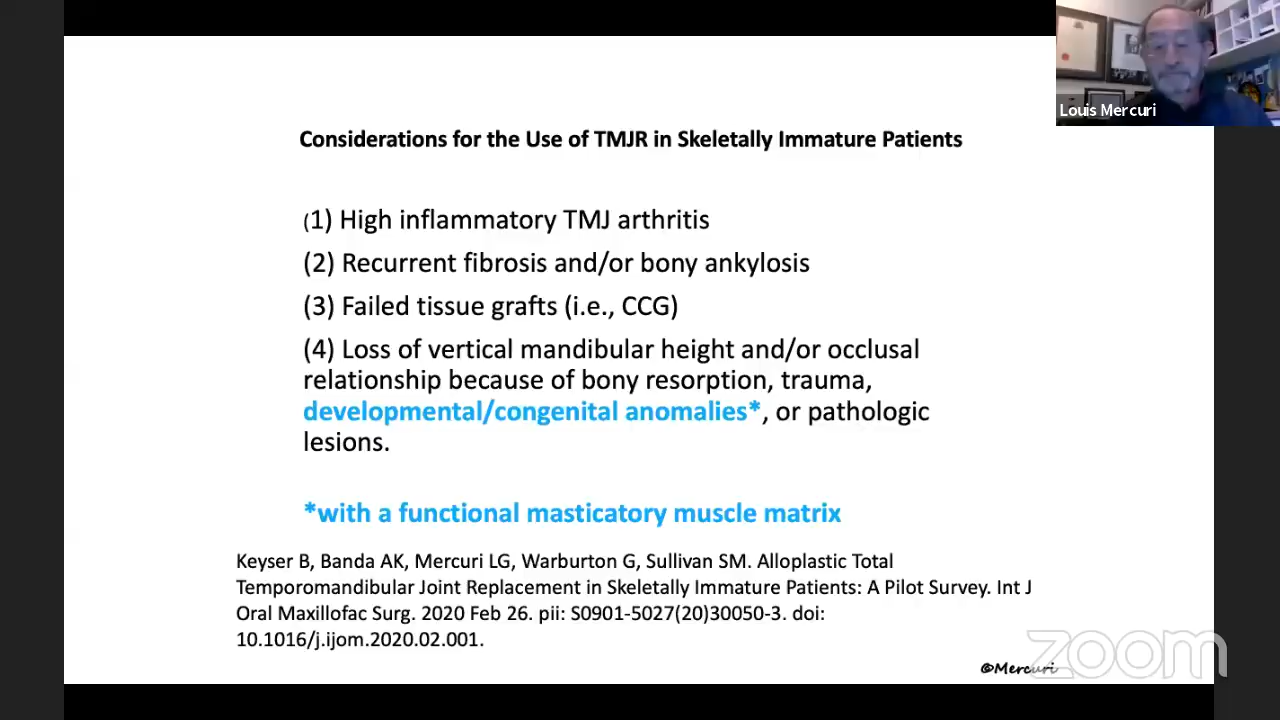 Louis Mercuri
Considerations for the Use of TMJR in Skeletally Immature Patients
(1) High inflammatory TMJ arthritis
(2) Recurrent fibrosis and/or bony ankylosis
(3) Failed tissue grafts (i.e., CCG)
(4) Loss of vertical mandibular height and/or occlusal
relationship because of bony resorption, trauma,
developmental/congenital anomalies*, or pathologic
lesions.
*with a functional masticatory muscle matrix
Keyser B, Banda AK, Mercuri LG, Warburton G, Sullivan SM. Alloplastic Total
Temporomandibular Joint Replacement in Skeletally Immature Patients: A Pilot Survey. Int J
Oral Maxillofac Surg. 2020 Feb 26. pii: S0901-5027(20)30050-3. doi:
10.1016/j.ijom.2020.02.001.
©Mercuri
zoom